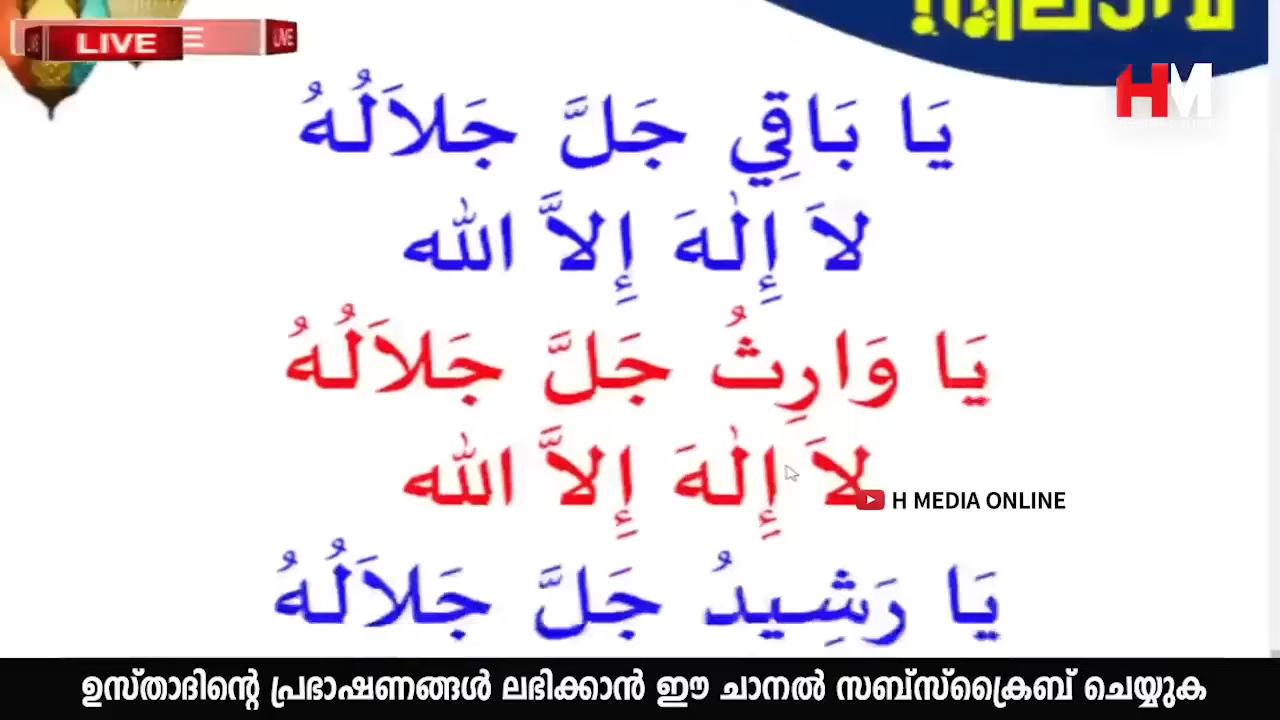 LIVE
HM
يَا بَاقِي جَلَّ جَلاَلُهُ
لاَ إِلٰهَ إِلاَّ الله
يَا وَارِثُ جَلَّ جَلاَلُهُ
لاَ إِلٰهَ إِلاَّ الله
H MEDIA ONLINE
يَا رَشِيدُ جَلَّ جَلاَلُهُ
ഉസ്താദിന്റെ പ്രഭാഷണങ്ങൾ ലഭിക്കാൻ ഈ ചാനൽ സബ്സ്ക്രൈബ് ചെയ്യുക